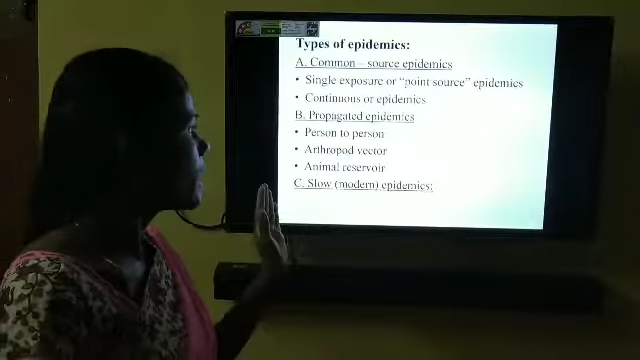 Types of epidemics:
A. Common – source epidemics
• Single exposure or “point source” epidemics
• Continuous or epidemics
B. Propagated epidemics
• Person to person
• Arthropod vector
• Animal reservoir
C. Slow (modern) epidemics: